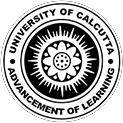 UNIVERSITY OF CALCUTTA
ADVANCEMENT OF LEARNING